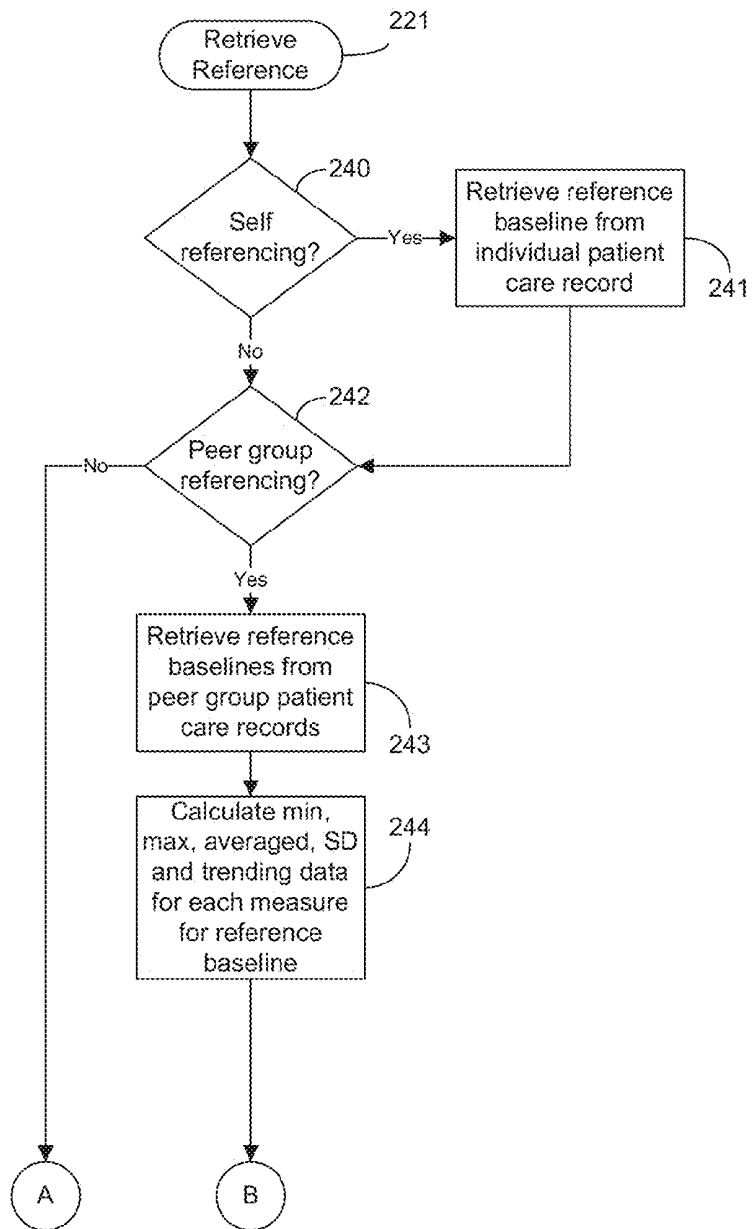 Retrieve
Reference
221
240
Self
referencing?
Yes
Retrieve reference
baseline from
individual patient
care record
241
No
242
Peer group
referencing?
No
Yes
Retrieve reference
baselines from
peer group patient
care records
243
Calculate min,
max, averaged, SD
and trending data
for each measure
for reference
baseline
244
A
B